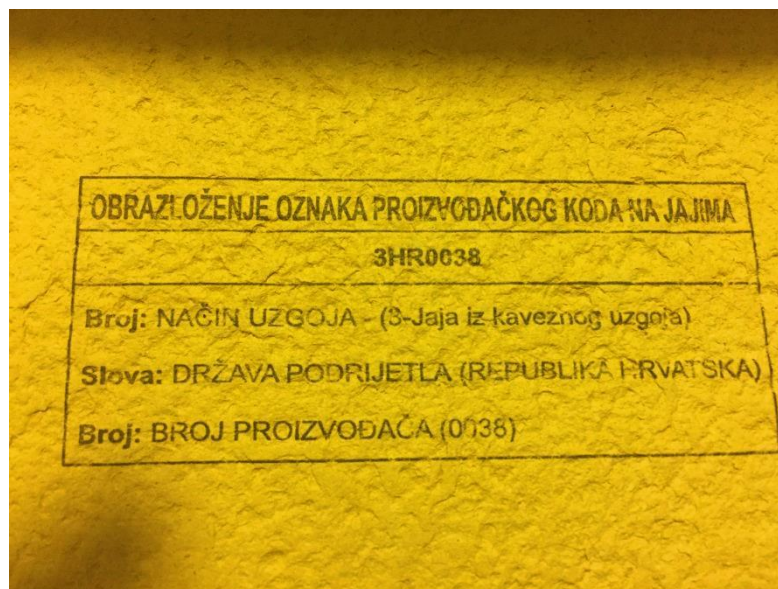 OBRAZLOŽENJE OZNAKA PROIZVOĐAČKOG KODA NA JAJIMA
3HR0038
Broj: NAČIN UZGOJA - (3-Jaja iz kaveznog uzgoja)
Slova: DRŽAVA PODRIJETLA (REPUBLIKA HRVATSKA)
Broj: BROJ PROIZVOĐAČA (0038)